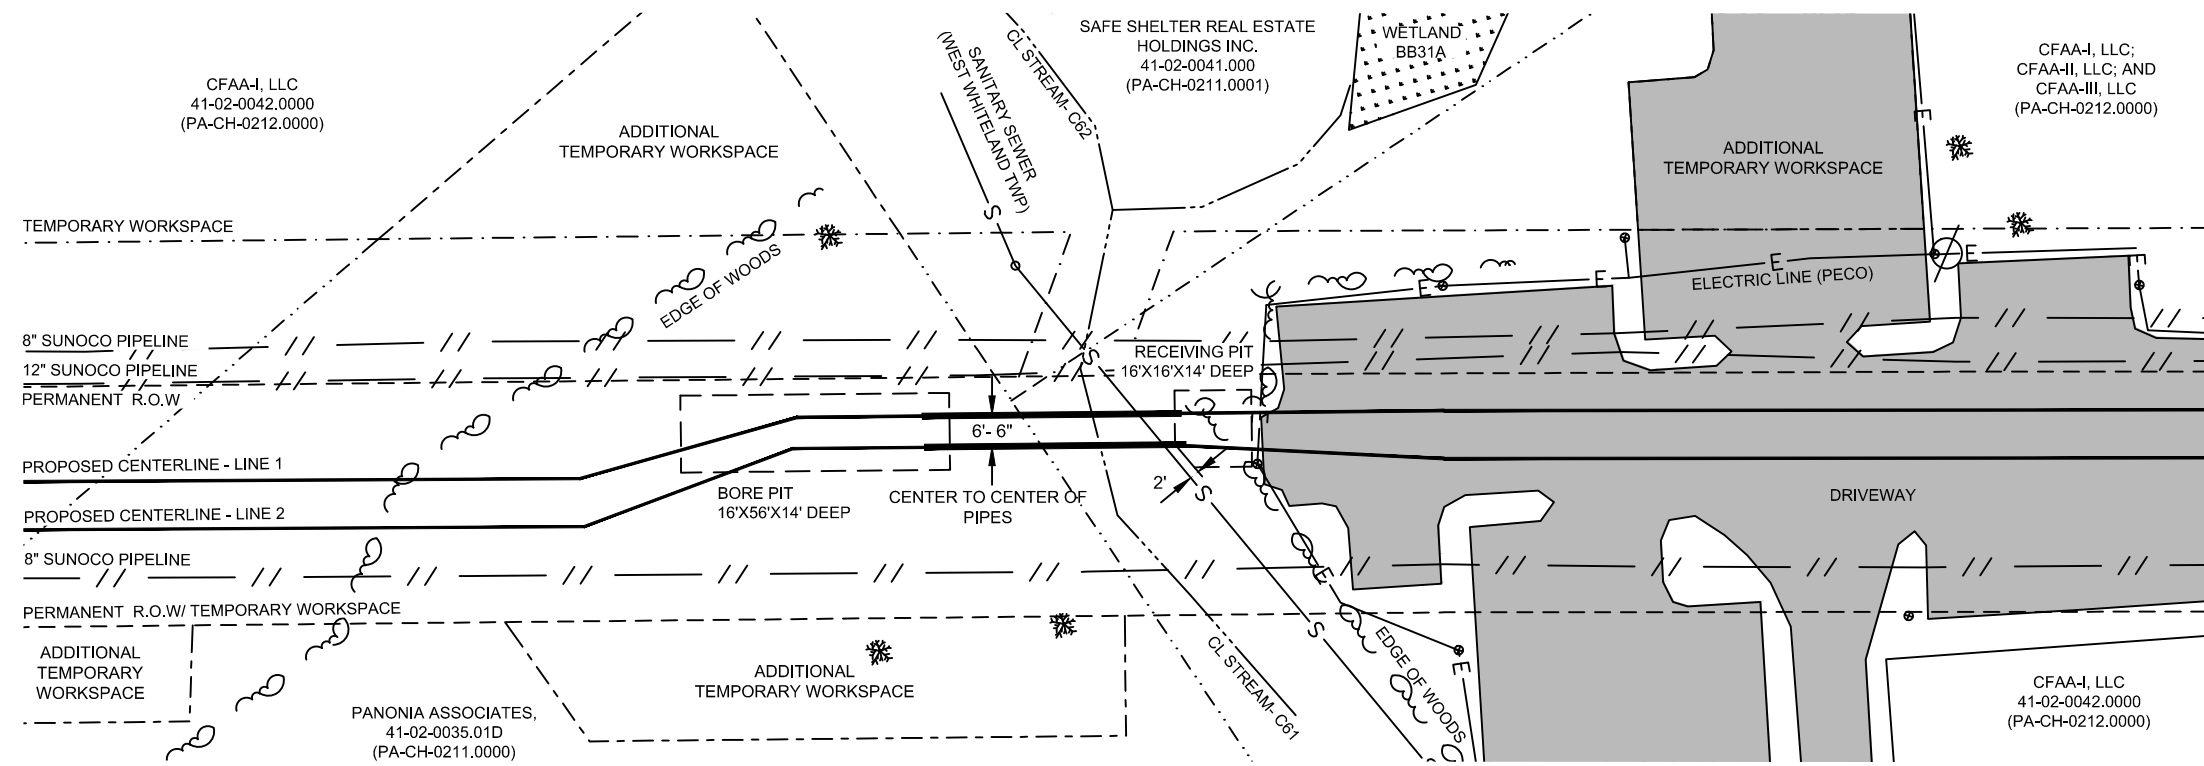 CFAA-I, LLC
41-02-0042.0000
(PA-CH-0212.0000)
ADDITIONAL
TEMPORARY WORKSPACE
SANITARY SEWER
(WEST WHITELAND TWP)
CL STREAM- C62
SAFE SHELTER REAL ESTATE
HOLDINGS INC.
41-02-0041.000
(PA-CH-0211.0001)
WETLAND
BB31A
ADDITIONAL
TEMPORARY WORKSPACE
CFAA-I, LLC;
CFAA-II, LLC; AND
CFAA-III, LLC
(PA-CH-0212.0000)
TEMPORARY WORKSPACE
EDGE OF WOODS
S
E
E
E
E
E
E
ELECTRIC LINE (PECO)
8" SUNOCO PIPELINE
12" SUNOCO PIPELINE
PERMANENT R.O.W
S
RECEIVING PIT
16'X16'X14' DEEP
6'- 6"
PROPOSED CENTERLINE - LINE 1
PROPOSED CENTERLINE - LINE 2
BORE PIT
16'X56'X14' DEEP
CENTER TO CENTER OF
PIPES
2'
S
DRIVEWAY
8" SUNOCO PIPELINE
E
PERMANENT R.O.W/ TEMPORARY WORKSPACE
S
E
ADDITIONAL
TEMPORARY
WORKSPACE
ADDITIONAL
TEMPORARY WORKSPACE
CL STREAM- C61
EDGE OF WOODS
PANONIA ASSOCIATES,
41-02-0035.01D
(PA-CH-0211.0000)
CFAA-I, LLC
41-02-0042.0000
(PA-CH-0212.0000)